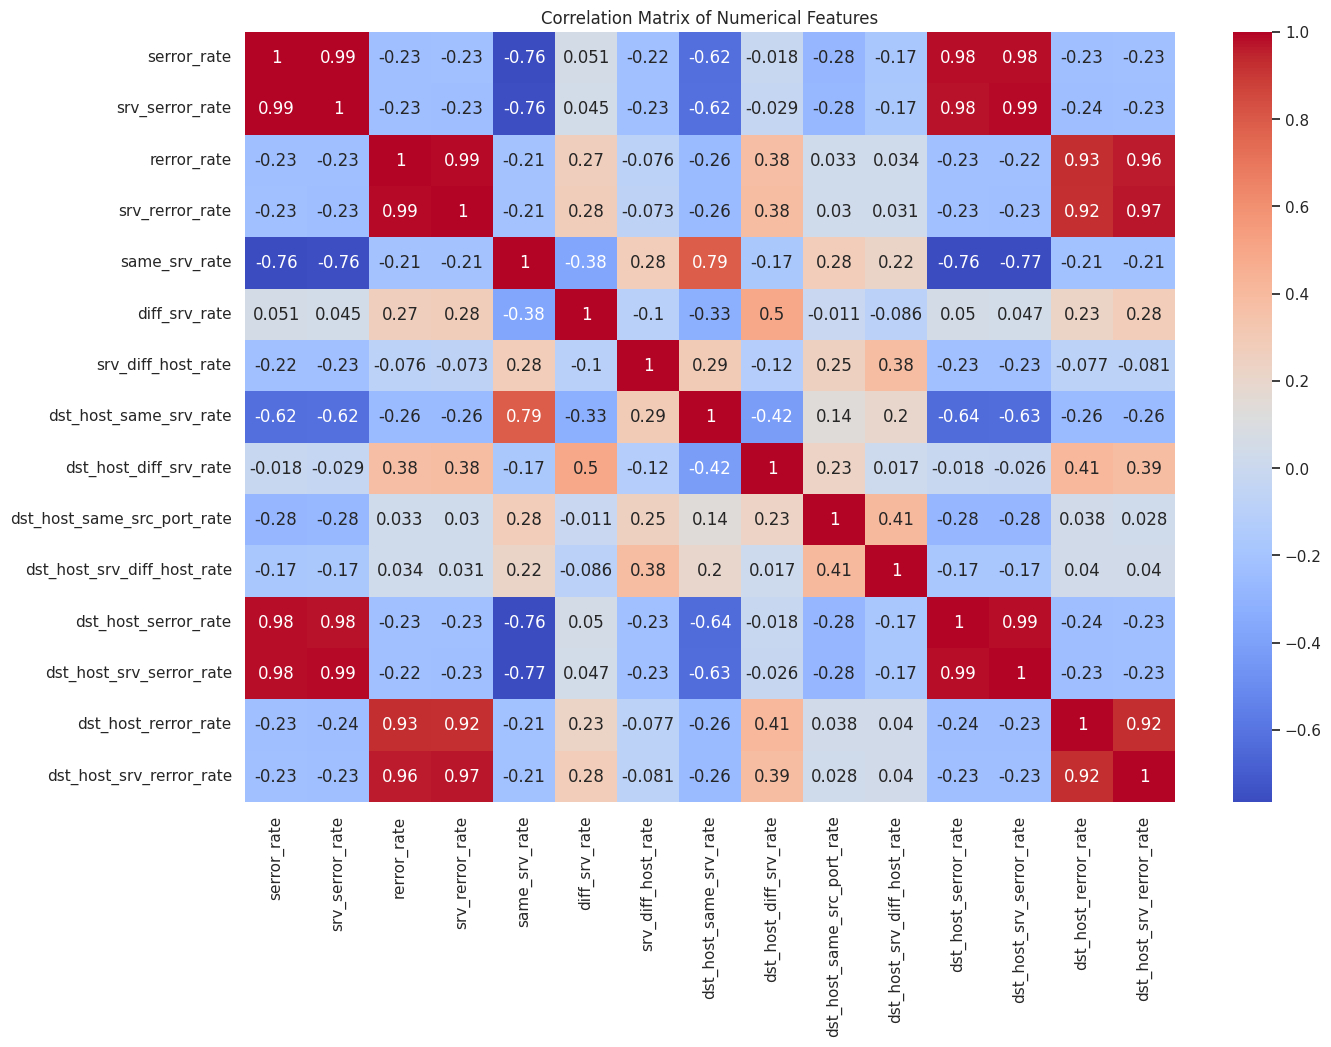 Correlation Matrix of Numerical Features
serror_rate 1 0.99 -0.23 -0.23 -0.76 0.051 -0.22 -0.62 -0.018 -0.28 -0.17 0.98 0.98 -0.23 -0.23
srv_serror_rate 0.99 1 -0.23 -0.23 -0.76 0.045 -0.23 -0.62 -0.029 -0.28 -0.17 0.98 0.99 -0.24 -0.23
rerror_rate -0.23 -0.23 1 0.99 -0.21 0.27 -0.076 -0.26 0.38 0.033 0.034 -0.23 -0.22 0.93 0.96
srv_rerror_rate -0.23 -0.23 0.99 1 -0.21 0.28 -0.073 -0.26 0.38 0.03 0.031 -0.23 -0.23 0.92 0.97
same_srv_rate -0.76 -0.76 -0.21 -0.21 1 -0.38 0.28 0.79 -0.17 0.28 0.22 -0.76 -0.77 -0.21 -0.21
diff_srv_rate 0.051 0.045 0.27 0.28 -0.38 1 -0.1 -0.33 0.5 -0.011 -0.086 0.05 0.047 0.23 0.28
srv_diff_host_rate -0.22 -0.23 -0.076 -0.073 0.28 -0.1 1 0.29 -0.12 0.25 0.38 -0.23 -0.23 -0.077 -0.081
dst_host_same_srv_rate -0.62 -0.62 -0.26 -0.26 0.79 -0.33 0.29 1 -0.42 0.14 0.2 -0.64 -0.63 -0.26 -0.26
dst_host_diff_srv_rate -0.018 -0.029 0.38 0.38 -0.17 0.5 -0.12 -0.42 1 0.23 0.017 -0.018 -0.026 0.41 0.39
dst_host_same_src_port_rate -0.28 -0.28 0.033 0.03 0.28 -0.011 0.25 0.14 0.23 1 0.41 -0.28 -0.28 0.038 0.028
dst_host_srv_diff_host_rate -0.17 -0.17 0.034 0.031 0.22 -0.086 0.38 0.2 0.017 0.41 1 -0.17 -0.17 0.04 0.04
dst_host_serror_rate 0.98 0.98 -0.23 -0.23 -0.76 0.05 -0.23 -0.64 -0.018 -0.28 -0.17 1 0.99 -0.24 -0.23
dst_host_srv_serror_rate 0.98 0.99 -0.22 -0.23 -0.77 0.047 -0.23 -0.63 -0.026 -0.28 -0.17 0.99 1 -0.23 -0.23
dst_host_rerror_rate -0.23 -0.24 0.93 0.92 -0.21 0.23 -0.077 -0.26 0.41 0.038 0.04 -0.24 -0.23 1 0.92
dst_host_srv_rerror_rate -0.23 -0.23 0.96 0.97 -0.21 0.28 -0.081 -0.26 0.39 0.028 0.04 -0.23 -0.23 0.92 1
serror_rate
srv_serror_rate
rerror_rate
srv_rerror_rate
same_srv_rate
diff_srv_rate
srv_diff_host_rate
dst_host_same_srv_rate
dst_host_diff_srv_rate
dst_host_same_src_port_rate
dst_host_srv_diff_host_rate
dst_host_serror_rate
dst_host_srv_serror_rate
dst_host_rerror_rate
dst_host_srv_rerror_rate
1.0
0.8
0.6
0.4
0.2
0.0
−0.2
−0.4
−0.6